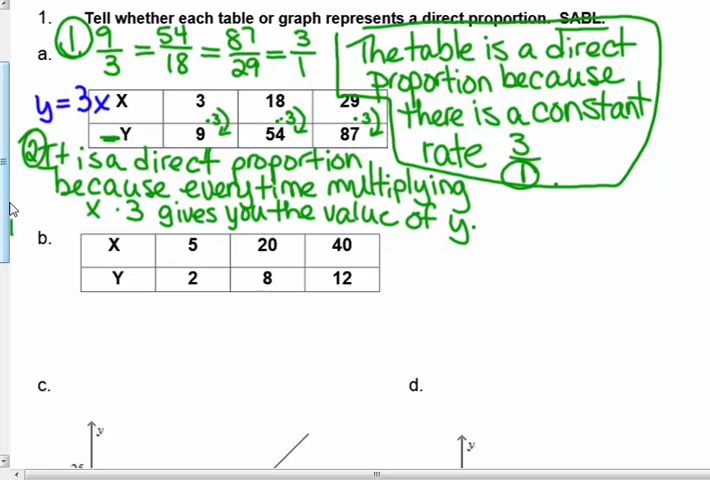 1. Tell whether each table or graph represents a direct proportion. SABL.
a.
① 9/3 = 54/18 = 87/29 = 3/1
The table is a direct
proportion because
there is a constant
rate 3/1.
y = 3x
X 3 18 29
·3 ·3 ·3
Y 9 54 87
② It is a direct proportion
because everytime multiplying
x · 3 gives you the value of y.
b.
X 5 20 40
Y 2 8 12
c. d.
y y